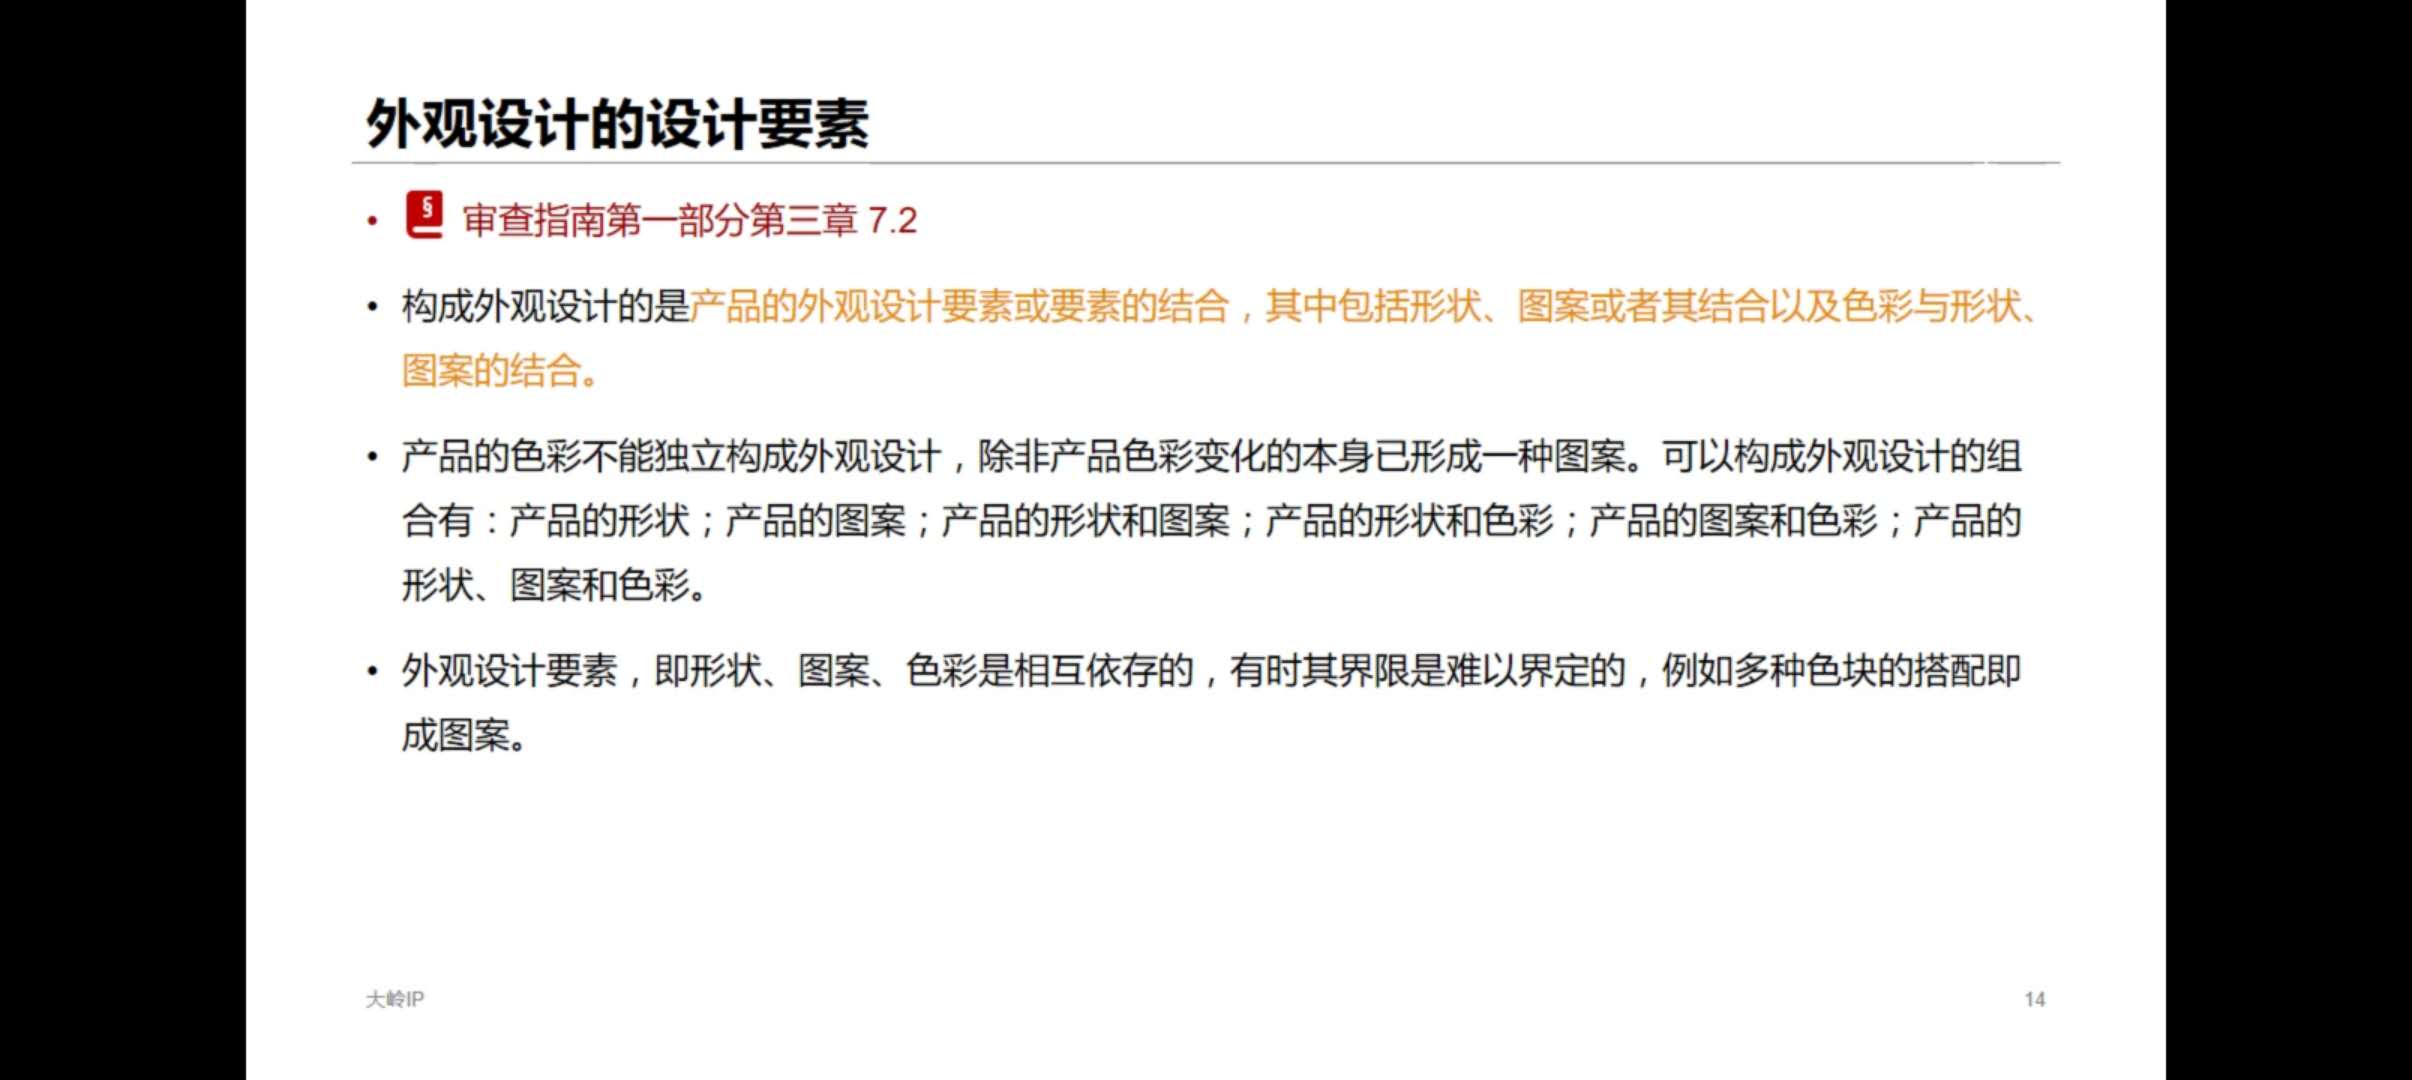 外观设计的设计要素
• § 审查指南第一部分第三章 7.2
• 构成外观设计的是产品的外观设计要素或要素的结合，其中包括形状、图案或者其结合以及色彩与形状、
图案的结合。
• 产品的色彩不能独立构成外观设计，除非产品色彩变化的本身已形成一种图案。可以构成外观设计的组
合有：产品的形状；产品的图案；产品的形状和图案；产品的形状和色彩；产品的图案和色彩；产品的
形状、图案和色彩。
• 外观设计要素，即形状、图案、色彩是相互依存的，有时其界限是难以界定的，例如多种色块的搭配即
成图案。
大岭IP
14